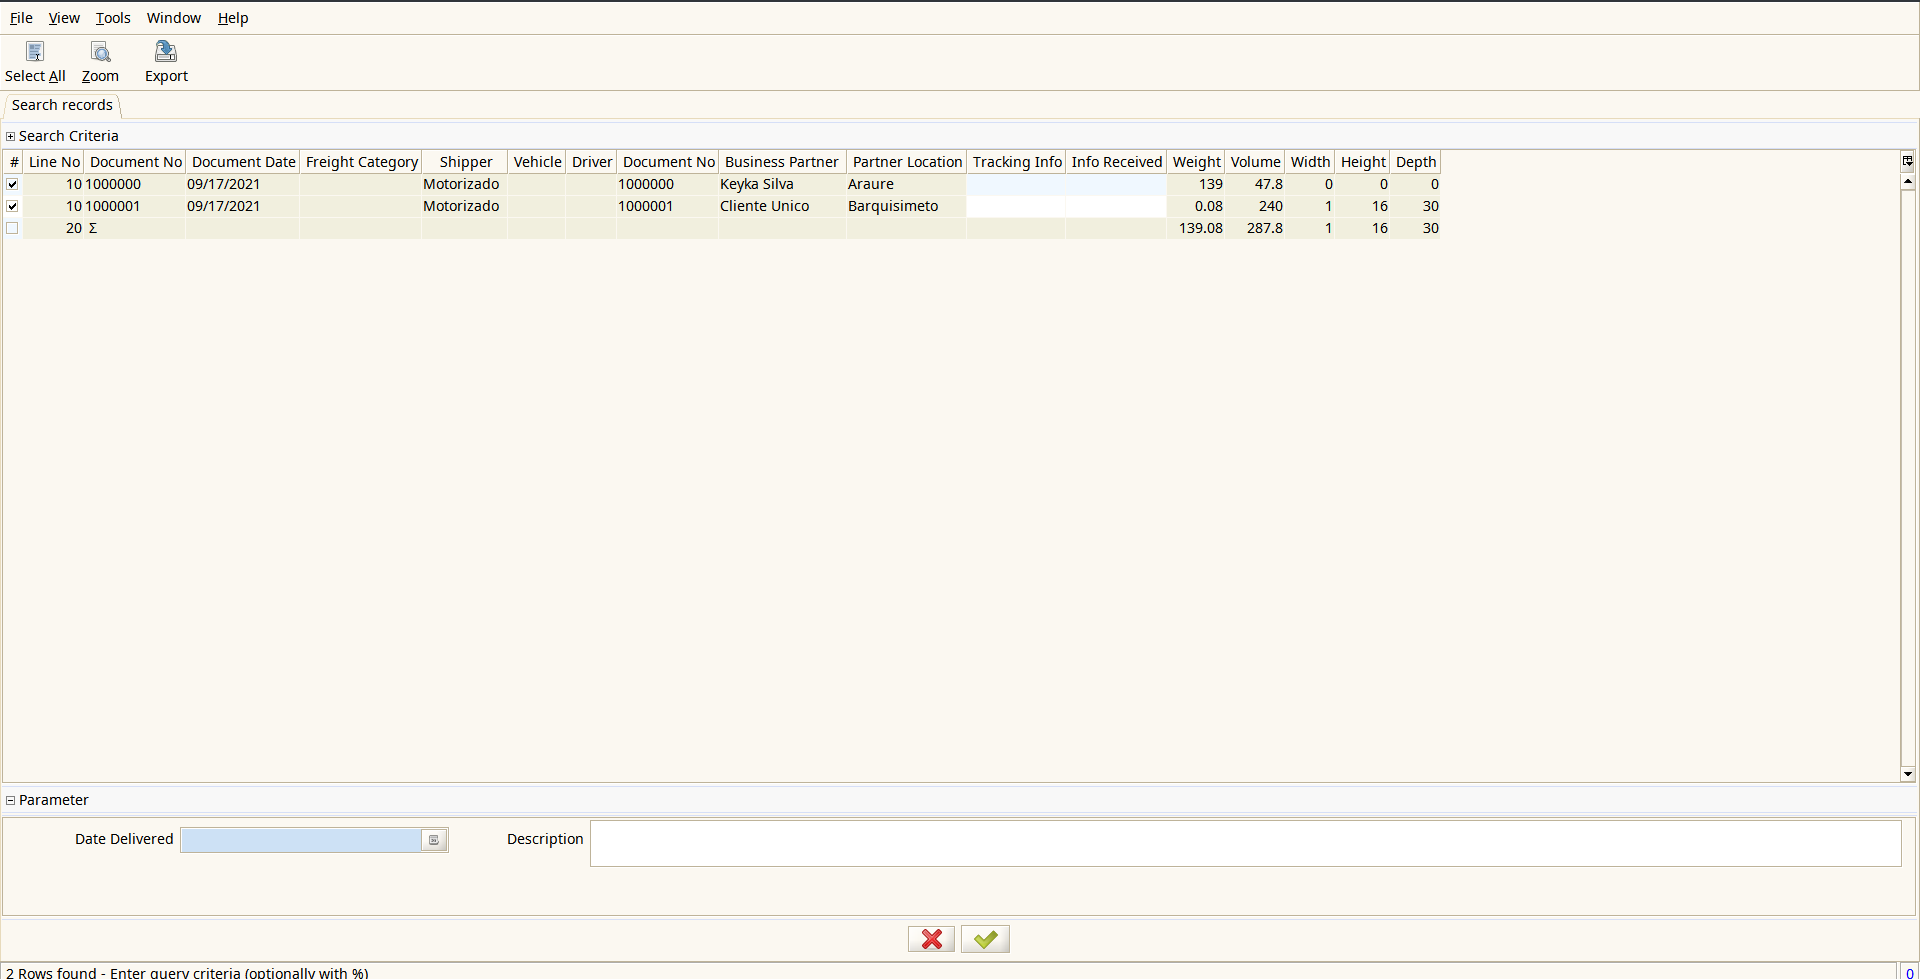 File View Tools Window Help
Select All Zoom Export
Search records
Search Criteria
# Line No Document No Document Date Freight Category Shipper Vehicle Driver Document No Business Partner Partner Location Tracking Info Info Received Weight Volume Width Height Depth
10 1000000 09/17/2021 Motorizado 1000000 Keyka Silva Araure 139 47.8 0 0 0
10 1000001 09/17/2021 Motorizado 1000001 Cliente Unico Barquisimeto 0.08 240 1 16 30
20 Σ 139.08 287.8 1 16 30
Parameter
Date Delivered Description
2 Rows found - Enter query criteria (optionally with %) 0